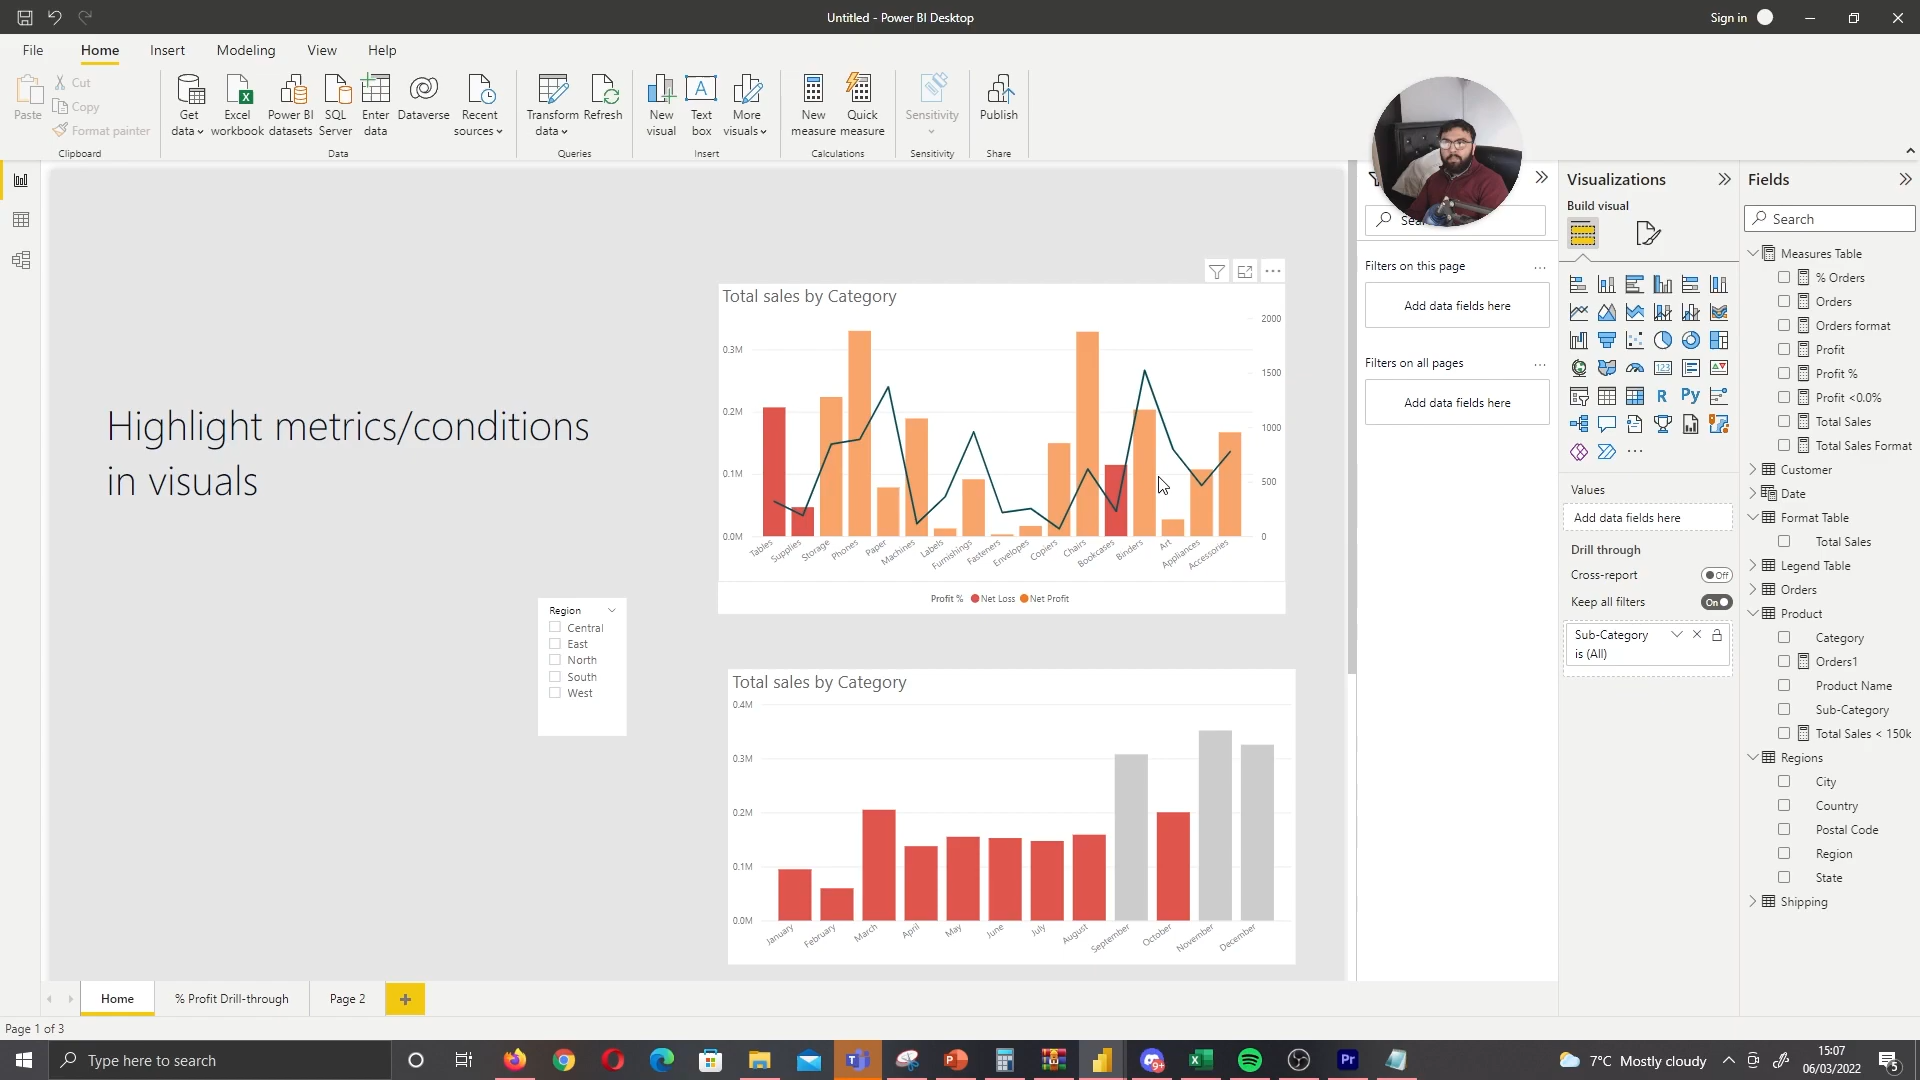 Untitled - Power BI Desktop
Sign in
File
Home
Insert
Modeling
View
Help
Paste
Cut
Copy
Format painter
Clipboard
Get data
Excel workbook
Power BI datasets
SQL Server
Enter data
Dataverse
Recent sources
Data
Transform data
Refresh
Queries
New visual
Text box
More visuals
Insert
New measure
Quick measure
Calculations
Sensitivity
Sensitivity
Publish
Share
Highlight metrics/conditions
in visuals
Region
Central
East
North
South
West
Total sales by Category
0.3M
0.2M
0.1M
0.0M
2000
1500
1000
500
0
Tables
Supplies
Storage
Phones
Paper
Machines
Labels
Furnishings
Fasteners
Envelopes
Copiers
Chairs
Bookcases
Binders
Art
Appliances
Accessories
Profit % Net Loss Net Profit
Total sales by Category
0.4M
0.3M
0.2M
0.1M
0.0M
January
February
March
April
May
June
July
August
September
October
November
December
Filters on this page
...
Add data fields here
Filters on all pages
...
Add data fields here
Visualizations
Build visual
R
Py
123
...
Values
Add data fields here
Drill through
Cross-report
Off
Keep all filters
On
Sub-Category
is (All)
Fields
Search
Measures Table
% Orders
Orders
Orders format
Profit
Profit %
Profit <0.0%
Total Sales
Total Sales Format
Customer
Date
Format Table
Total Sales
Legend Table
Orders
Product
Category
Orders1
Product Name
Sub-Category
Total Sales < 150k
Regions
City
Country
Postal Code
Region
State
Shipping
Home
% Profit Drill-through
Page 2
+
Page 1 of 3
Type here to search
9+
7°C Mostly cloudy
15:07
06/03/2022
5